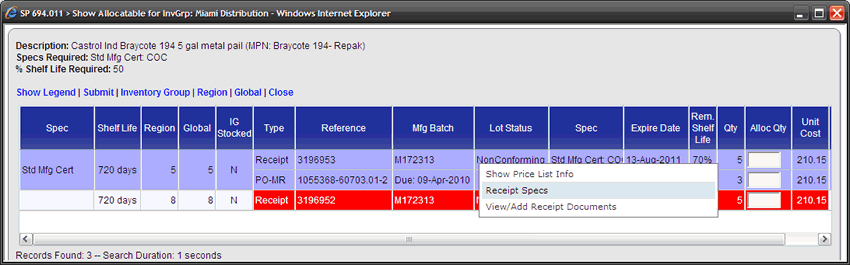 SP 694.011 > Show Allocatable for InvGrp: Miami Distribution - Windows Internet Explorer
Description: Castrol Ind Braycote 194 5 gal metal pail (MPN: Braycote 194- Repak)
Specs Required: Std Mfg Cert: COC
% Shelf Life Required: 50
Show Legend | Submit | Inventory Group | Region | Global | Close
Spec Shelf Life Region Global IG Stocked Type Reference Mfg Batch Lot Status Spec Expire Date Rem. Shelf Life Qty Alloc Qty Unit Cost
Std Mfg Cert 720 days 5 5 N Receipt 3196953 M172313 NonConforming Std Mfg Cert: COC 13-Aug-2011 70% 5 210.15
PO-MR 1055368-60703.01-2 Due: 09-Apr-2010 3 210.15
720 days 8 8 N Receipt 3196952 M172313 5 210.15
Show Price List Info
Receipt Specs
View/Add Receipt Documents
Records Found: 3 -- Search Duration: 1 seconds